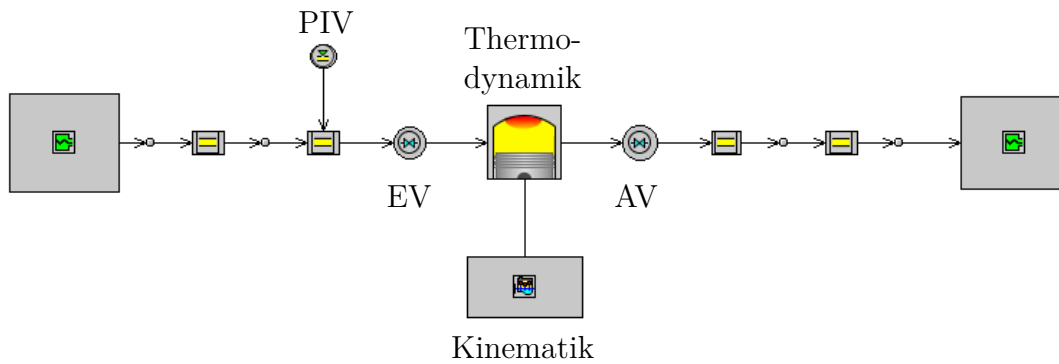 PIV
Thermo-
dynamik
EV
AV
Kinematik